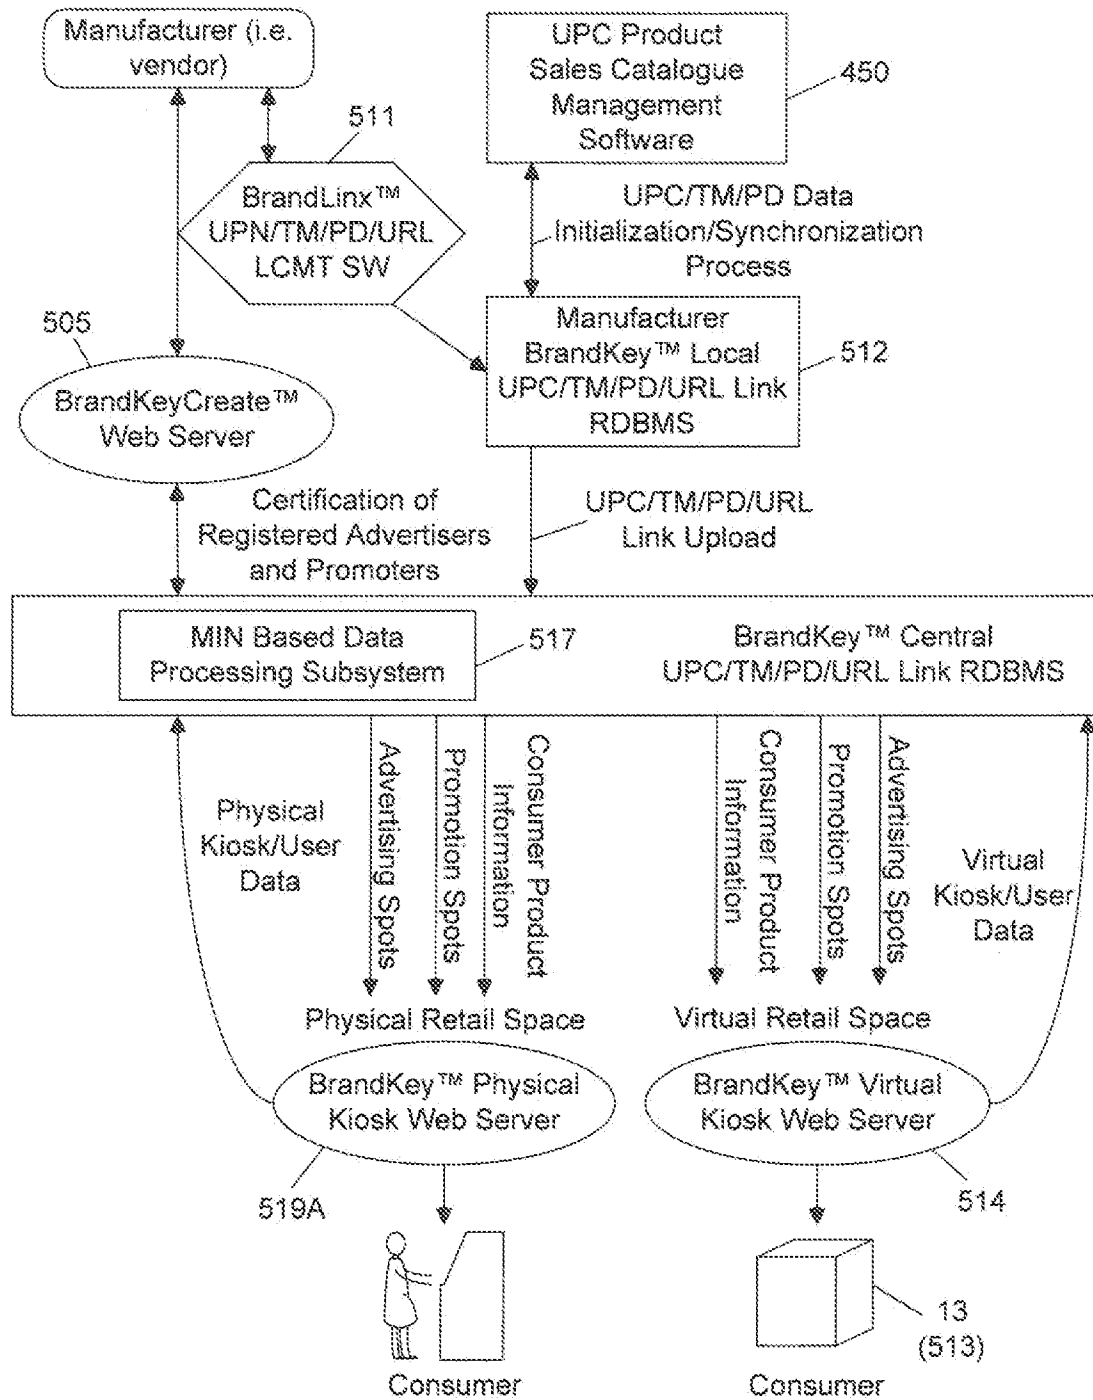 Manufacturer (i.e.
vendor)
UPC Product
Sales Catalogue
Management
Software
450
511
BrandLinx™
UPN/TM/PD/URL
LCMT SW
UPC/TM/PD Data
Initialization/Synchronization
Process
505
BrandKeyCreate™
Web Server
Manufacturer
BrandKey™ Local
UPC/TM/PD/URL Link
RDBMS
512
Certification of
Registered Advertisers
and Promoters
UPC/TM/PD/URL
Link Upload
MIN Based Data
Processing Subsystem
517
BrandKey™ Central
UPC/TM/PD/URL Link RDBMS
Physical
Kiosk/User
Data
Advertising Spots
Promotion Spots
Consumer Product
Information
Consumer Product
Information
Promotion Spots
Advertising Spots
Virtual
Kiosk/User
Data
Physical Retail Space
Virtual Retail Space
BrandKey™ Physical
Kiosk Web Server
BrandKey™ Virtual
Kiosk Web Server
519A
514
13
(513)
Consumer
Consumer